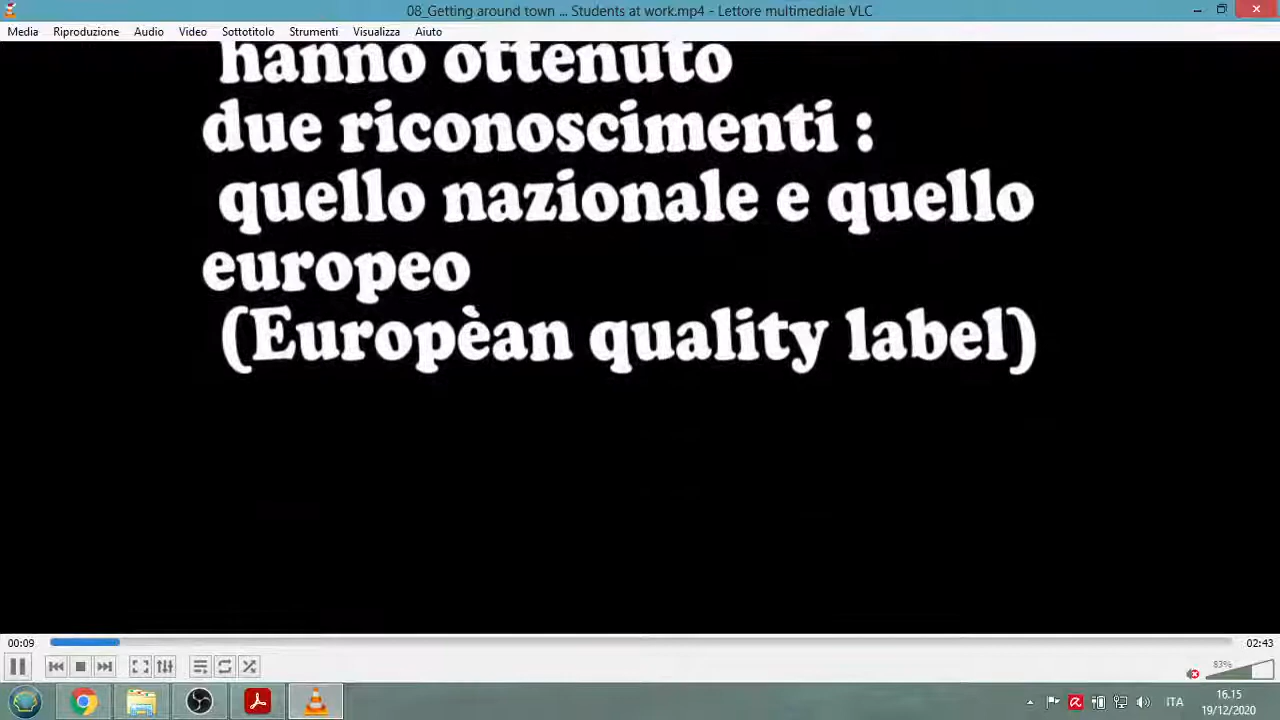 08_Getting around town ... Students at work.mp4 - Lettore multimediale VLC
Media Riproduzione Audio Video Sottotitolo Strumenti Visualizza Aiuto
hanno ottenuto
due riconoscimenti :
quello nazionale e quello
europeo
(Europèan quality label)
00:09
02:43
83%
ITA
16.15
19/12/2020